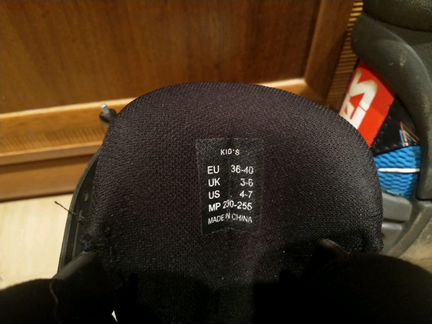 KID'S
EU 36-40
UK 3-6
US 4-7
MP 230-255
MADE IN CHINA